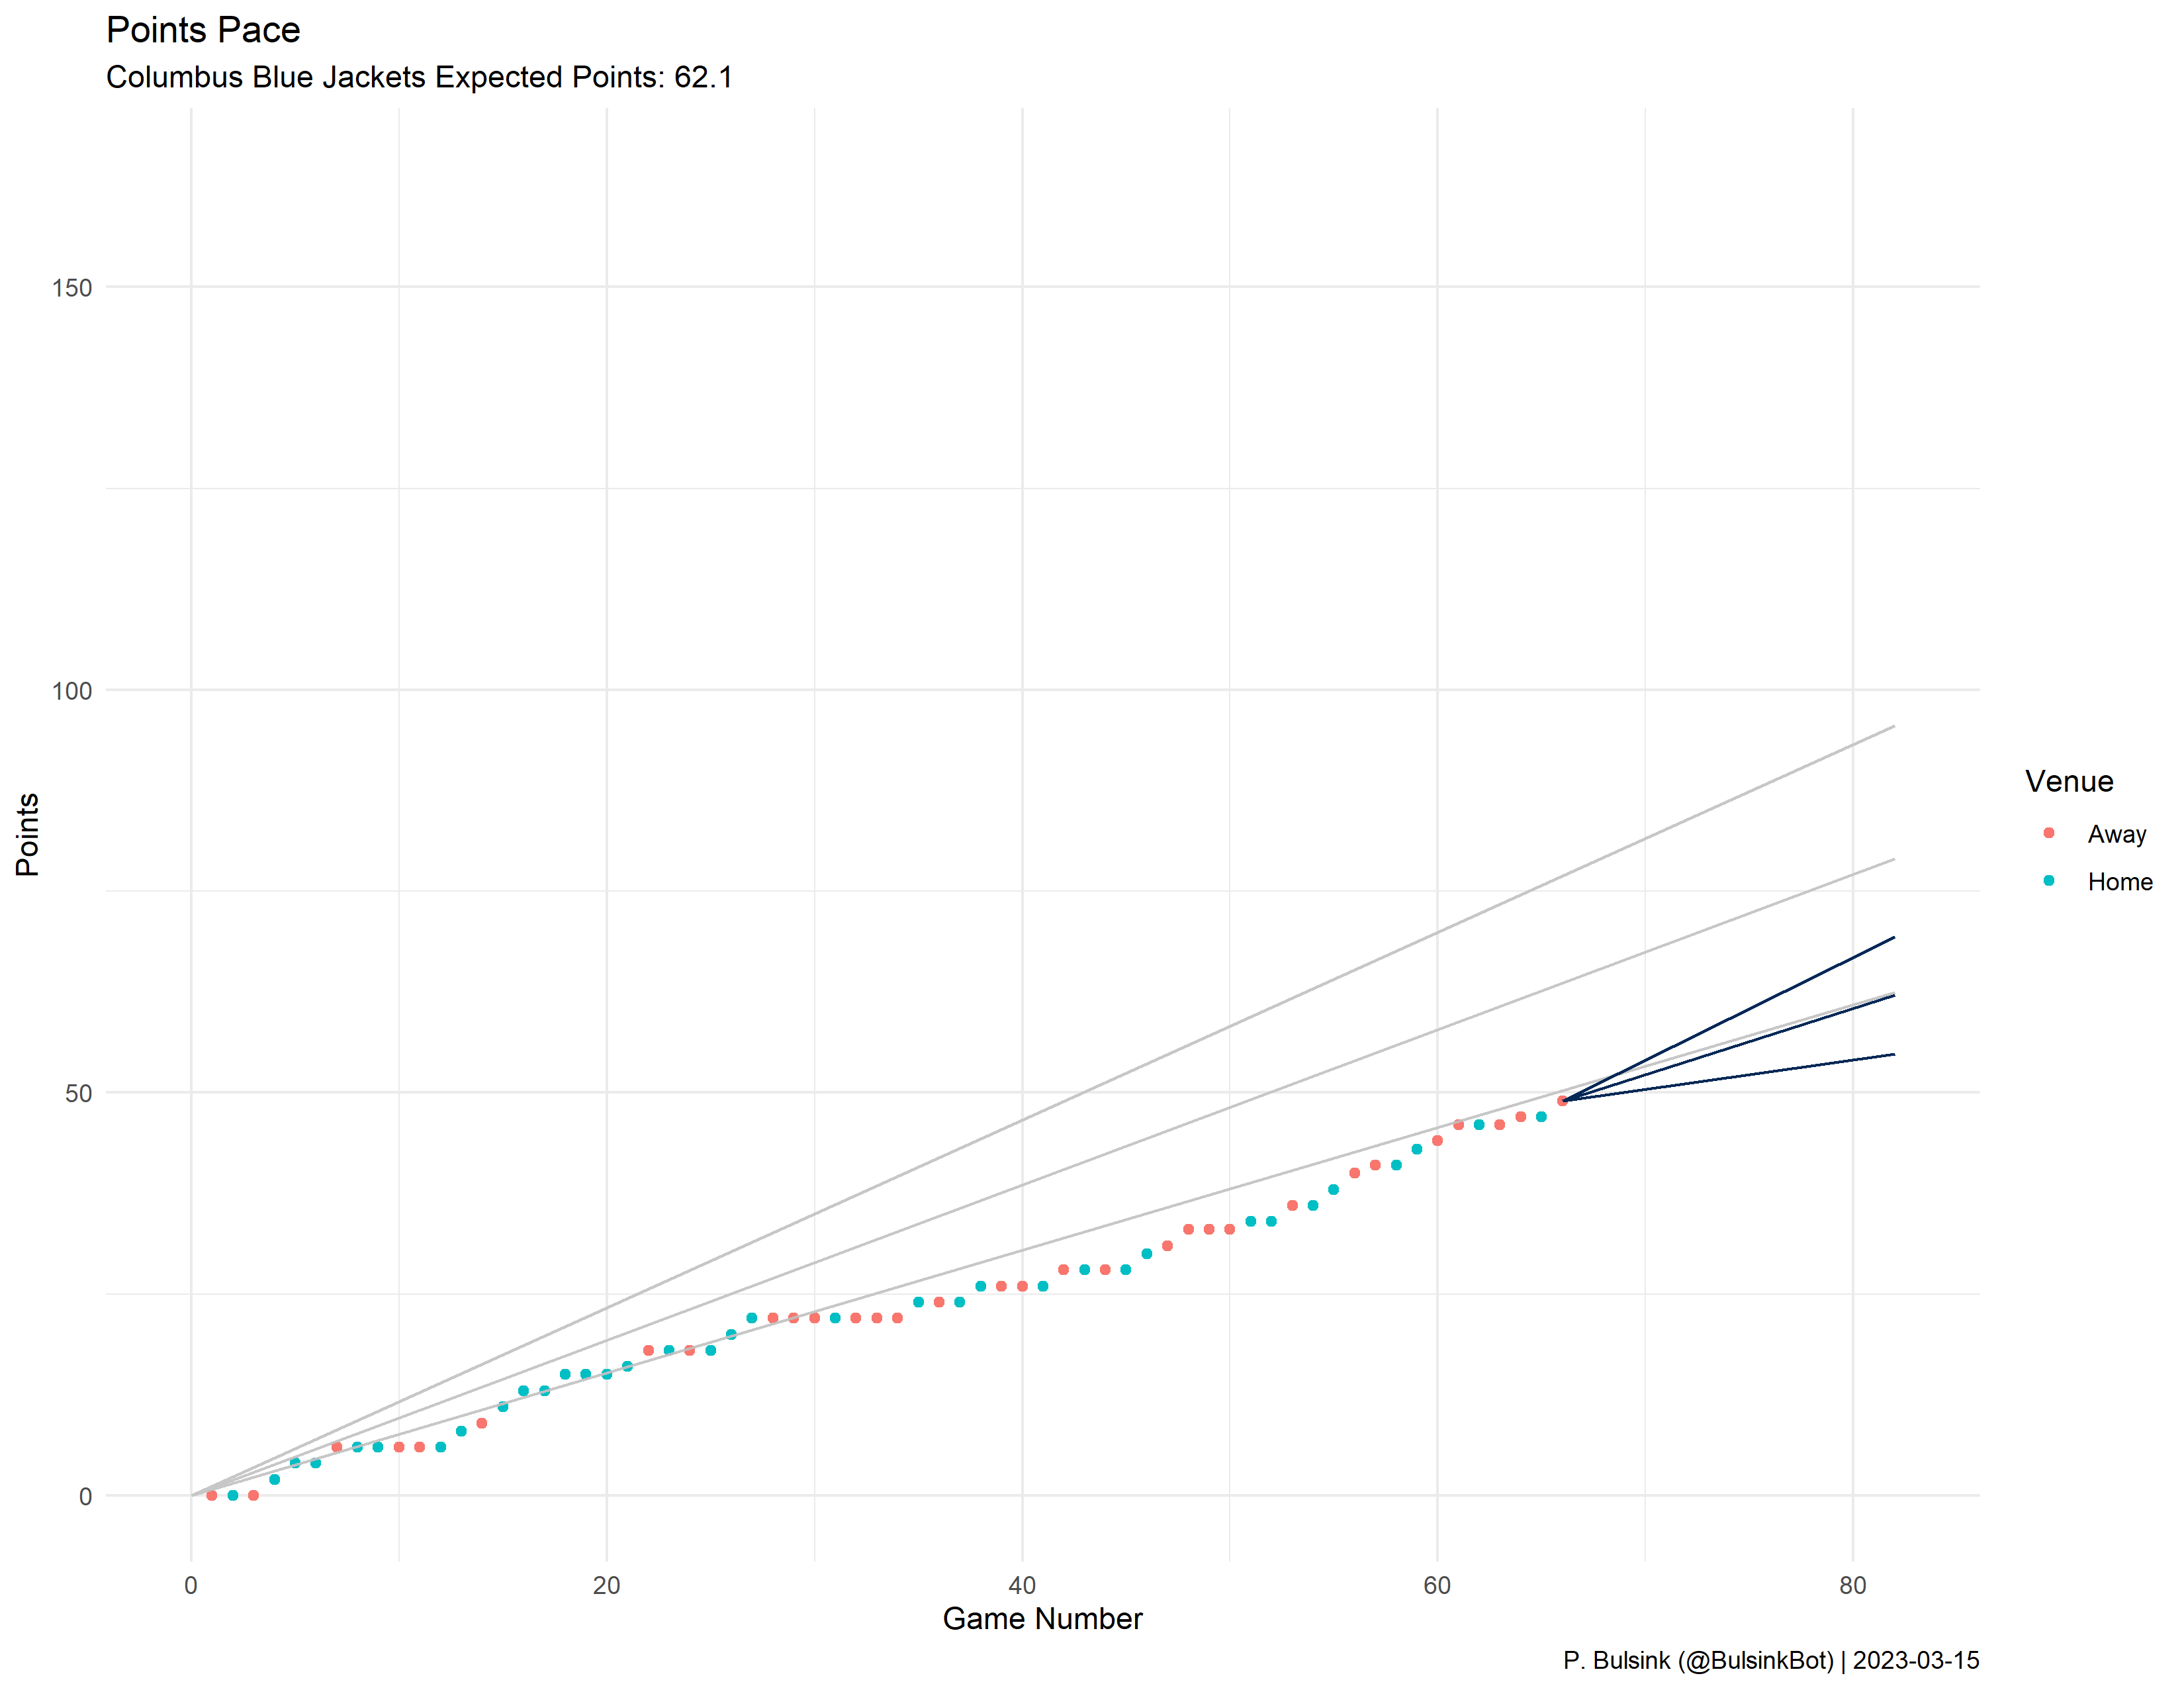 Points Pace
Columbus Blue Jackets Expected Points: 62.1
150
100
50
0
Points
0 20 40 60 80
Game Number
Venue
Away
Home
P. Bulsink (@BulsinkBot) | 2023-03-15